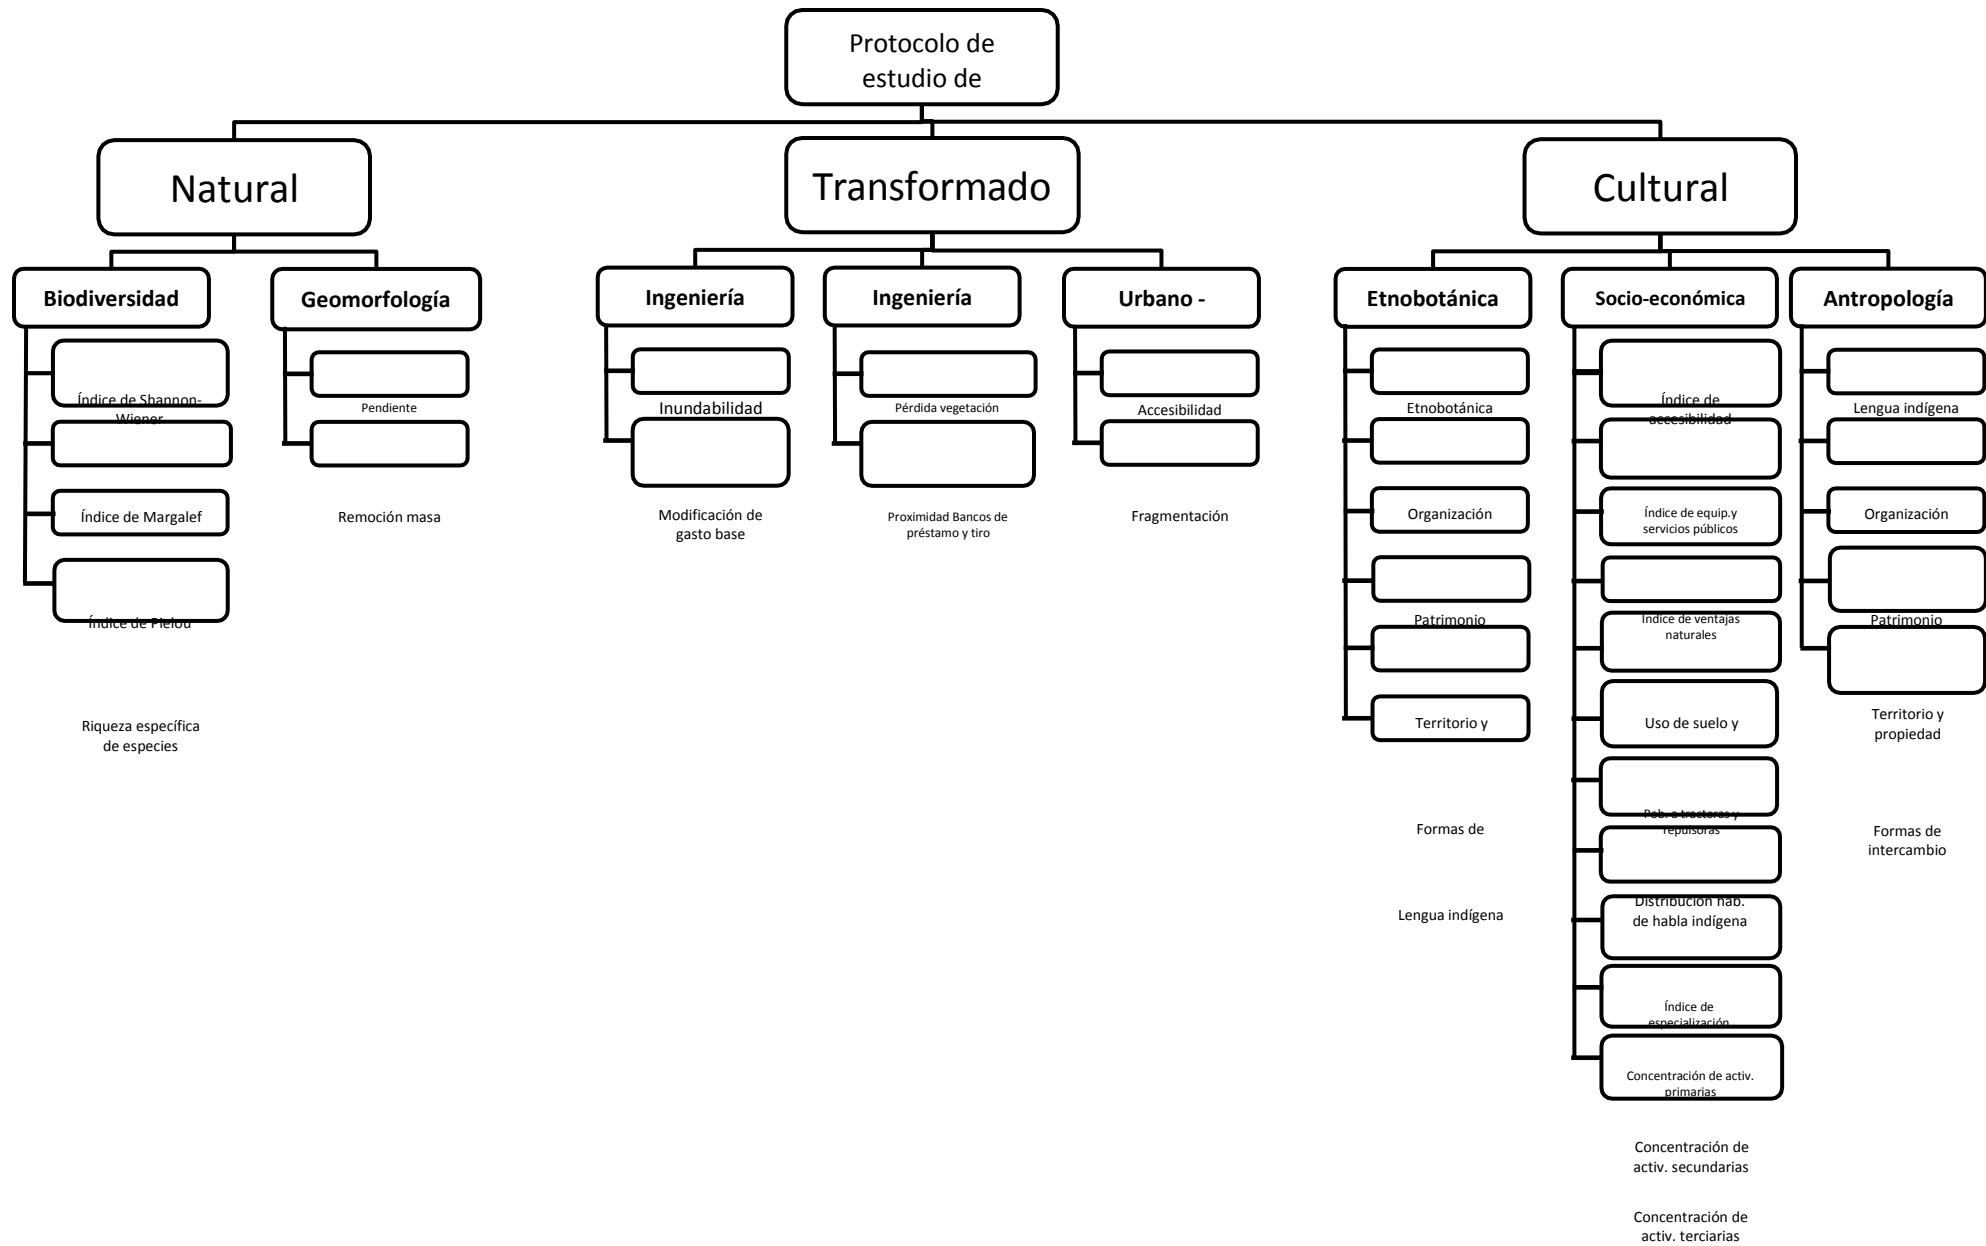 Protocolo de
estudio de
Natural
Transformado
Cultural
Biodiversidad
Geomorfología
Ingeniería
Ingeniería
Urbano -
Etnobotánica
Socio-económica
Antropología
Índice de Shannon-
Wiener
Índice de Margalef
Índice de Pielou
Riqueza específica
de especies
Pendiente
Remoción masa
Inundabilidad
Modificación de
gasto base
Pérdida vegetación
Proximidad Bancos de
préstamo y tiro
Accesibilidad
Fragmentación
Etnobotánica
Organización
Patrimonio
Territorio y
Formas de
Lengua indígena
Índice de
accesibilidad
Índice de equip.y
servicios públicos
Índice de ventajas
naturales
Uso de suelo y
Pob. a tractoras y
repulsoras
Distribución hab.
de habla indígena
Índice de
especialización
Concentración de activ.
primarias
Concentración de
activ. secundarias
Concentración de
activ. terciarias
Lengua indígena
Organización
Patrimonio
Territorio y
propiedad
Formas de
intercambio